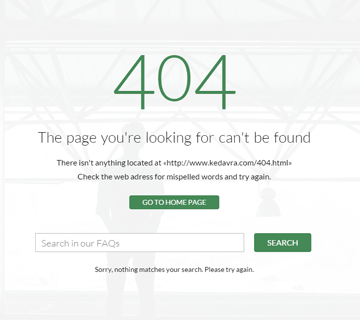 404
The page you're looking for can't be found
There isn't anything located at «http://www.kedavra.com/404.html»
Check the web adress for mispelled words and try again.
GO TO HOME PAGE
Search in our FAQs
SEARCH
Sorry, nothing matches your search. Please try again.